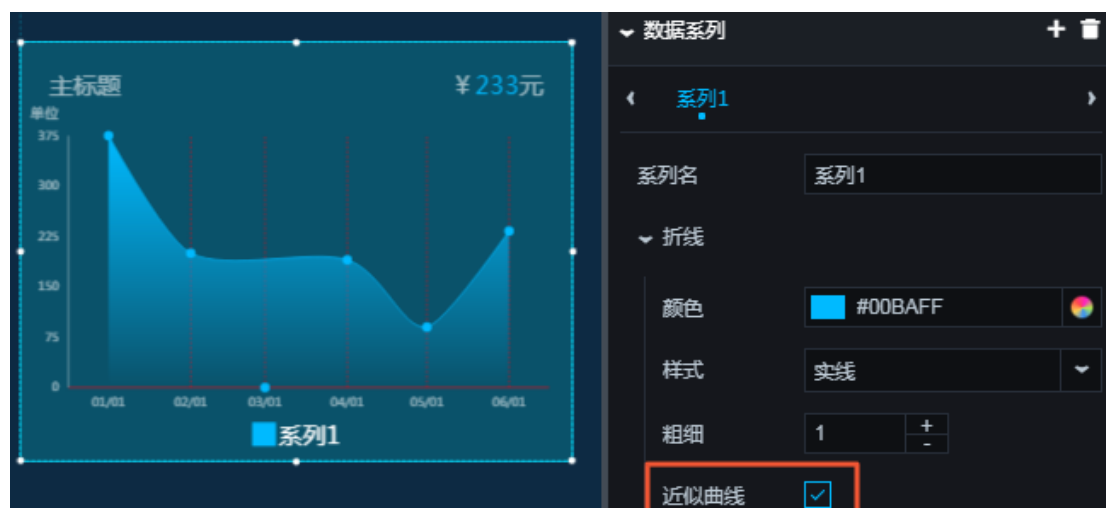 主标题
￥233元
单位
375
300
225
150
75
0
01/01 02/01 03/01 04/01 05/01 06/01
系列1
数据系列
系列1
系列名 系列1
折线
颜色 #00BAFF
样式 实线
粗细 1
近似曲线